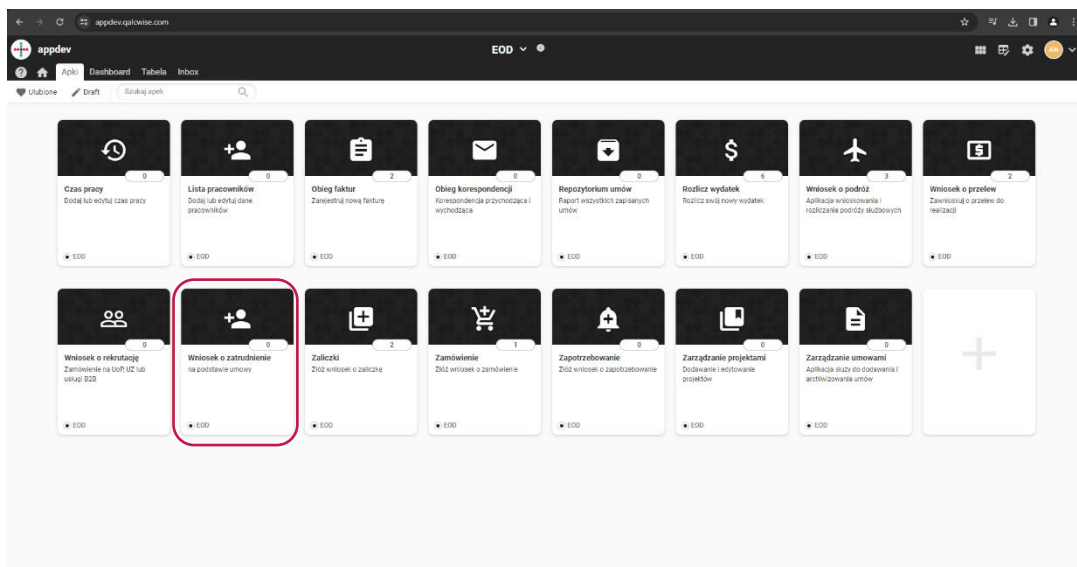 appdev.qalcwise.com
appdev
EOD
AN
Apki Dashboard Tabela Inbox
Ulubione Draft Szukaj apek
0
Czas pracy
Dodaj lub edytuj czas pracy
EOD
0
Lista pracowników
Dodaj lub edytuj dane
pracowników
EOD
2
Obieg faktur
Zarejestruj nową fakturę
EOD
0
Obieg korespondencji
Korespondencja przychodząca i
wychodząca
EOD
0
Repozytorium umów
Raport wszystkich zapisanych
umów
EOD
6
Rozlicz wydatek
Rozlicz swój nowy wydatek
EOD
3
Wniosek o podróż
Aplikacja wnioskowania i
rozliczania podróży służbowych
EOD
2
Wniosek o przelew
Zawnioskuj o przelew do
realizacji
EOD
0
Wniosek o rekrutację
Zamówienie na UoP, UZ lub
usługi B2B
EOD
0
Wniosek o zatrudnienie
na podstawie umowy
EOD
2
Zaliczki
Złóż wniosek o zaliczkę
EOD
1
Zamówienie
Złóż wniosek o zamówienie
EOD
0
Zapotrzebowanie
Złóż wniosek o zapotrzebowanie
EOD
0
Zarządzanie projektami
Dodawanie i edytowanie
projektów
EOD
0
Zarządzanie umowami
Aplikacja służy do dodawania i
archiwizowania umów
EOD